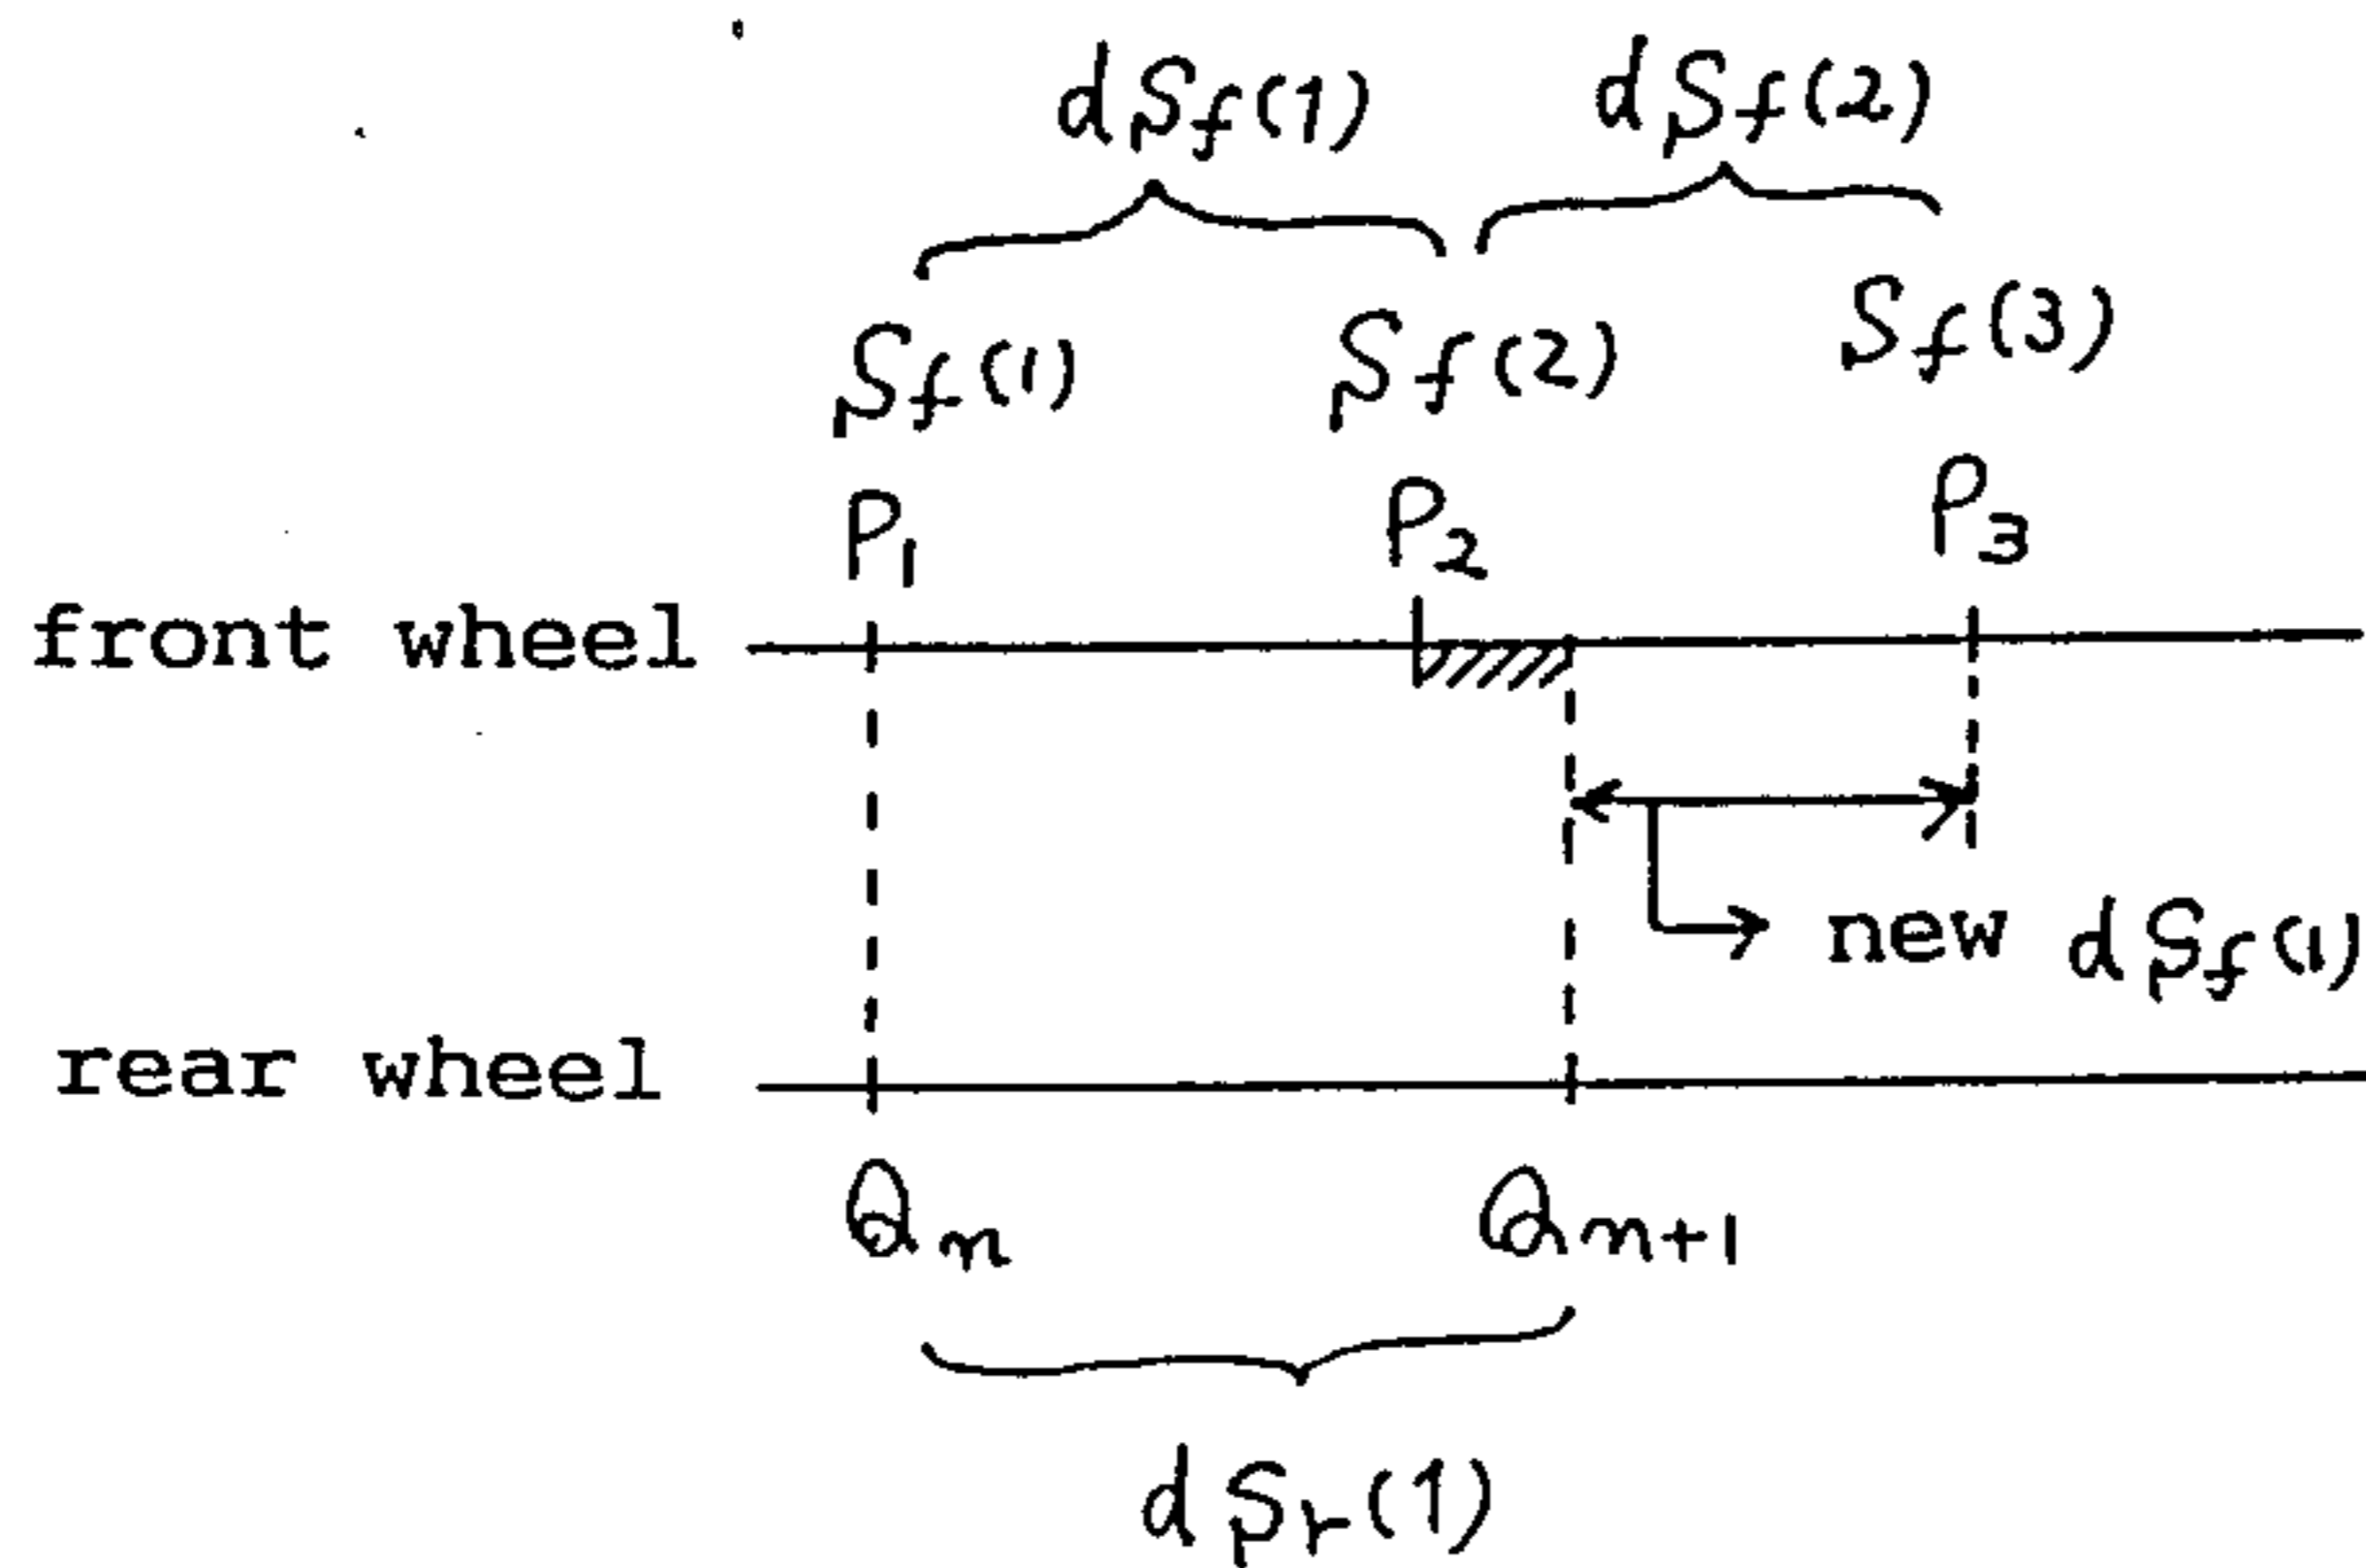 dSf(1) dSf(2)
Sf(1) Sf(2) Sf(3)
P1 P2 P3
front wheel
new dSf(1)
rear wheel
Qn Qn+1
dSr(1)